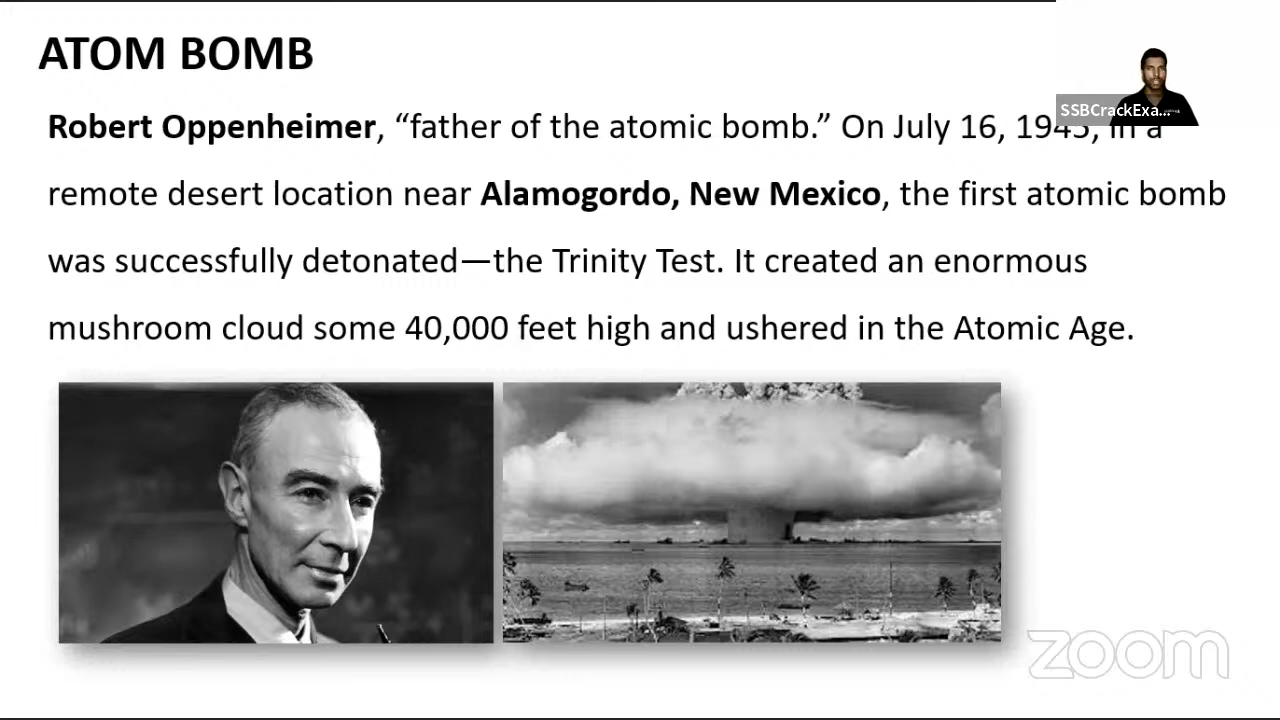 ATOM BOMB
SSBCrackExa...
Robert Oppenheimer, “father of the atomic bomb.” On July 16, 1945, in a
remote desert location near Alamogordo, New Mexico, the first atomic bomb
was successfully detonated—the Trinity Test. It created an enormous
mushroom cloud some 40,000 feet high and ushered in the Atomic Age.
zoom